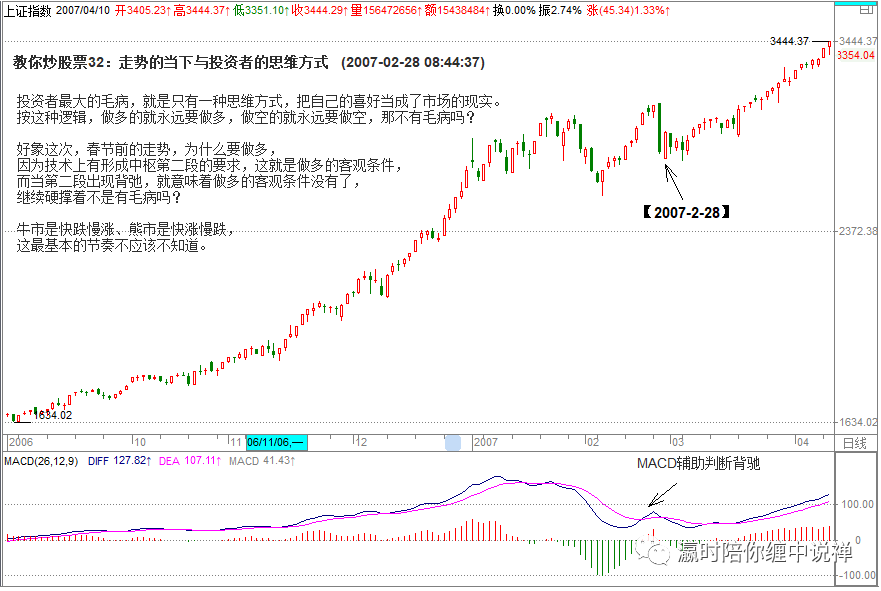 上证指数 2007/04/10 开3405.23↑高3444.37↑低3351.10↑收3444.29↑量156472656↑额15438484↑换0.00% 振2.74% 涨(45.34)1.33%↑
3444.37
3444.37
3354.04
教你炒股票32：走势的当下与投资者的思维方式 (2007-02-28 08:44:37)
投资者最大的毛病，就是只有一种思维方式，把自己的喜好当成了市场的现实。
按这种逻辑，做多的就永远要做多，做空的就永远要做空，那不有毛病吗？
好象这次，春节前的走势，为什么要做多，
因为技术上有形成中枢第二段的要求，这就是做多的客观条件，
而当第二段出现背弛，就意味着做多的客观条件没有了，
继续硬撑着不是有毛病吗？
【2007-2-28】
牛市是快跌慢涨、熊市是快涨慢跌，
2372.38
这最基本的节奏不应该不知道。
1634.02
1634.02
2006 10 11 06/11/06,一 12 2007 02 03 04 日线
MACD(26,12,9) DIFF 127.82↑ DEA 107.11↑ MACD 41.43↑
MACD辅助判断背驰
100.00
0
-100.00
赢时陪你缠中说禅